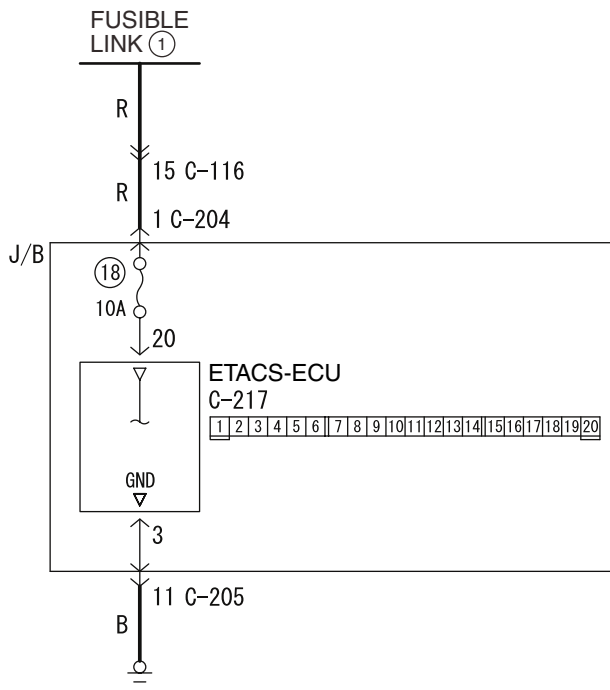 FUSIBLE
LINK ①
R
15 C-116
R
1 C-204
J/B
⑱
10A
20
ETACS-ECU
C-217
1 2 3 4 5 6 7 8 9 10 11 12 13 14 15 16 17 18 19 20
GND
3
11 C-205
B